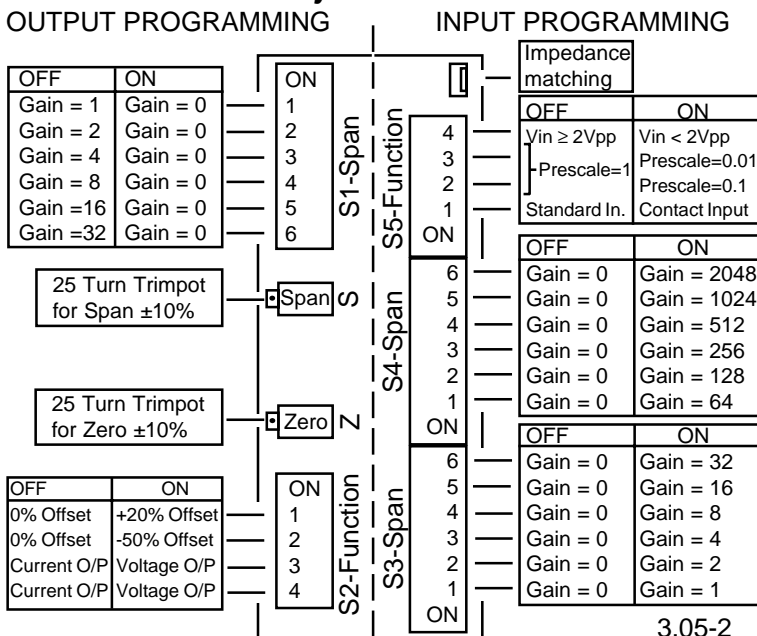 OUTPUT PROGRAMMING
OFF ON
Gain = 1 Gain = 0
Gain = 2 Gain = 0
Gain = 4 Gain = 0
Gain = 8 Gain = 0
Gain =16 Gain = 0
Gain =32 Gain = 0
ON
1
2
3
4
5
6
S1-Span
25 Turn Trimpot
for Span ±10%
Span
S
25 Turn Trimpot
for Zero ±10%
Zero
Z
OFF ON
0% Offset +20% Offset
0% Offset -50% Offset
Current O/P Voltage O/P
Current O/P Voltage O/P
ON
1
2
3
4
S2-Function
INPUT PROGRAMMING
Impedance
matching
S5-Function
4
3
2
1
ON
OFF ON
Vin ≥ 2Vpp Vin < 2Vpp
Prescale=1 Prescale=0.01
Prescale=0.1
Standard In. Contact Input
S4-Span
6
5
4
3
2
1
ON
OFF ON
Gain = 0 Gain = 2048
Gain = 0 Gain = 1024
Gain = 0 Gain = 512
Gain = 0 Gain = 256
Gain = 0 Gain = 128
Gain = 0 Gain = 64
S3-Span
6
5
4
3
2
1
ON
OFF ON
Gain = 0 Gain = 32
Gain = 0 Gain = 16
Gain = 0 Gain = 8
Gain = 0 Gain = 4
Gain = 0 Gain = 2
Gain = 0 Gain = 1
3.05-2